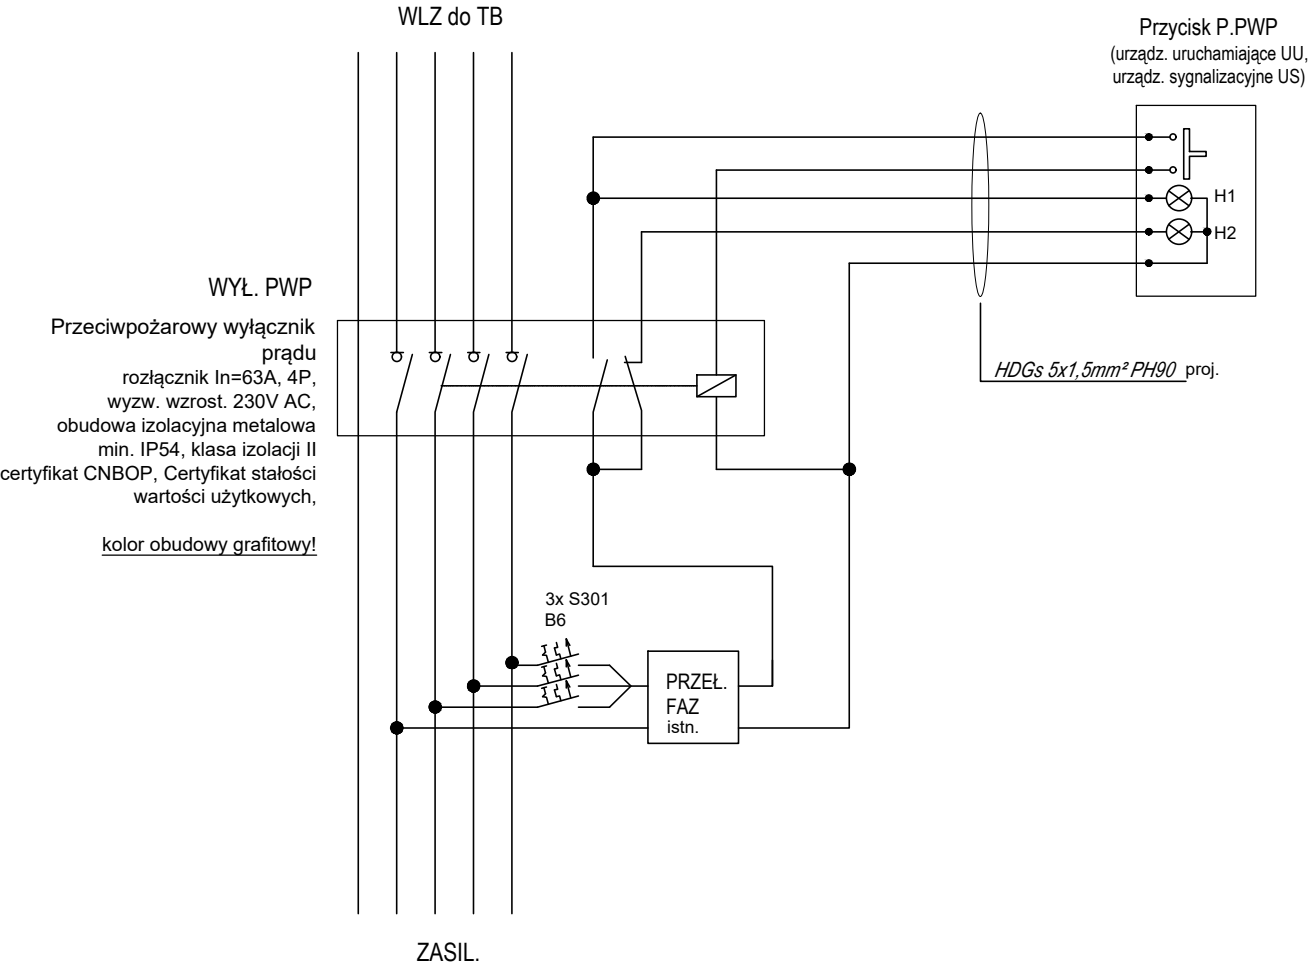 WLZ do TB
Przycisk P.PWP
(urządz. uruchamiające UU,
urządz. sygnalizacyjne US)
H1
H2
WYŁ. PWP
Przeciwpożarowy wyłącznik
prądu
rozłącznik In=63A, 4P,
wyzw. wzrost. 230V AC,
obudowa izolacyjna metalowa
min. IP54, klasa izolacji II
certyfikat CNBOP, Certyfikat stałości
wartości użytkowych,
kolor obudowy grafitowy!
HDGs 5x1,5mm² PH90 proj.
3x S301
B6
PRZEŁ.
FAZ
istn.
ZASIL.